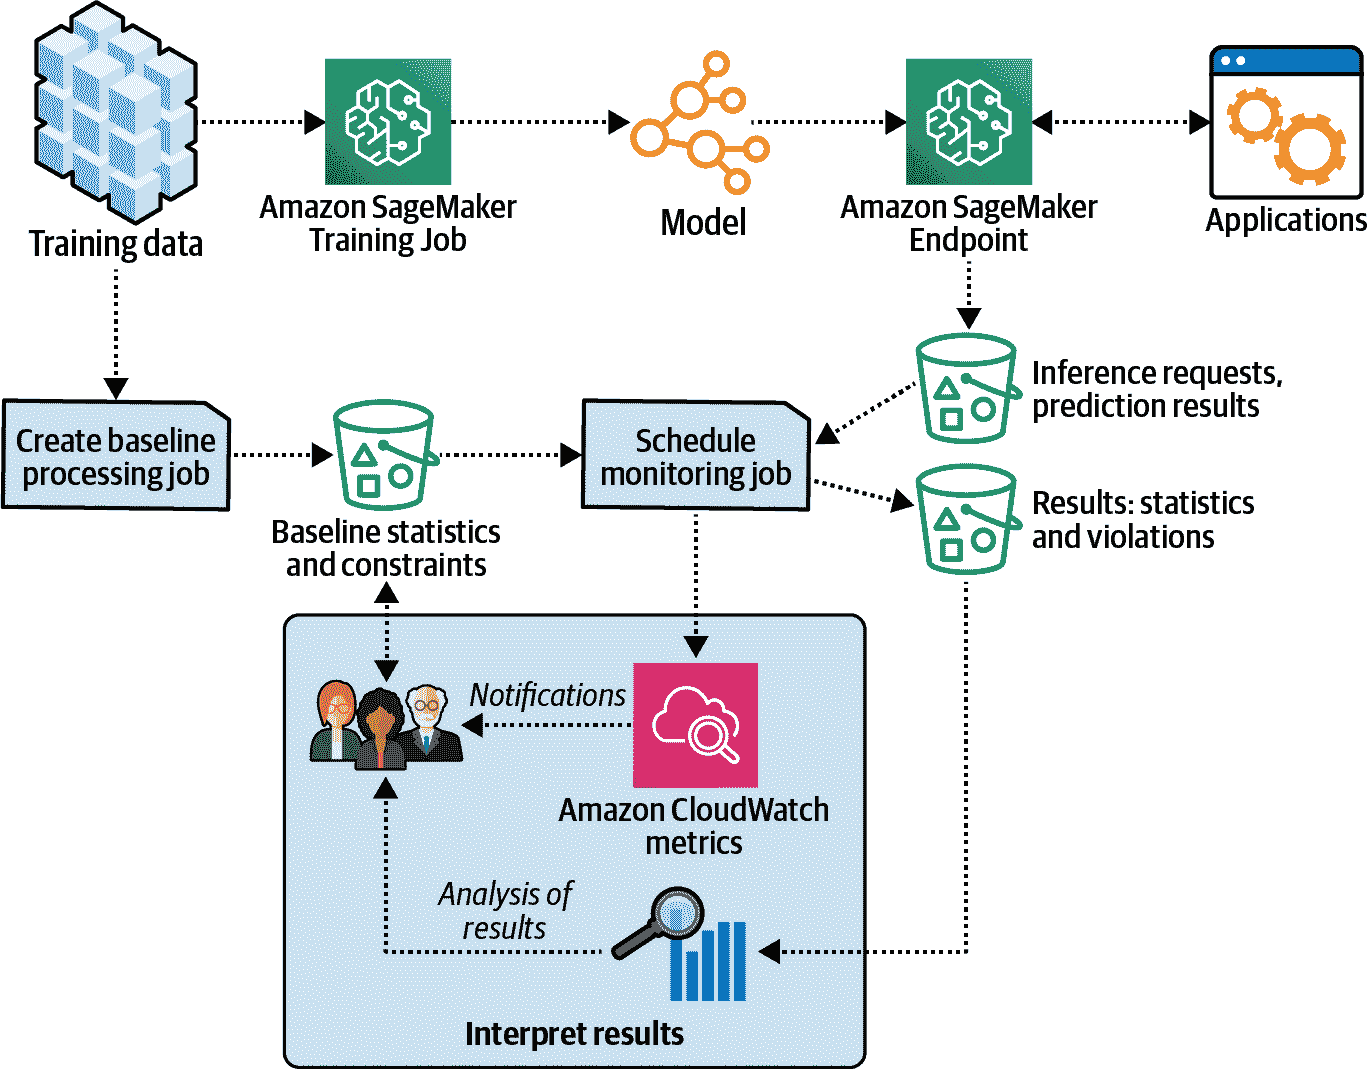 Training data
Amazon SageMaker
Training Job
Model
Amazon SageMaker
Endpoint
Applications
Create baseline
processing job
Baseline statistics
and constraints
Schedule
monitoring job
Inference requests,
prediction results
Results: statistics
and violations
Notifications
Amazon CloudWatch
metrics
Analysis of
results
Interpret results